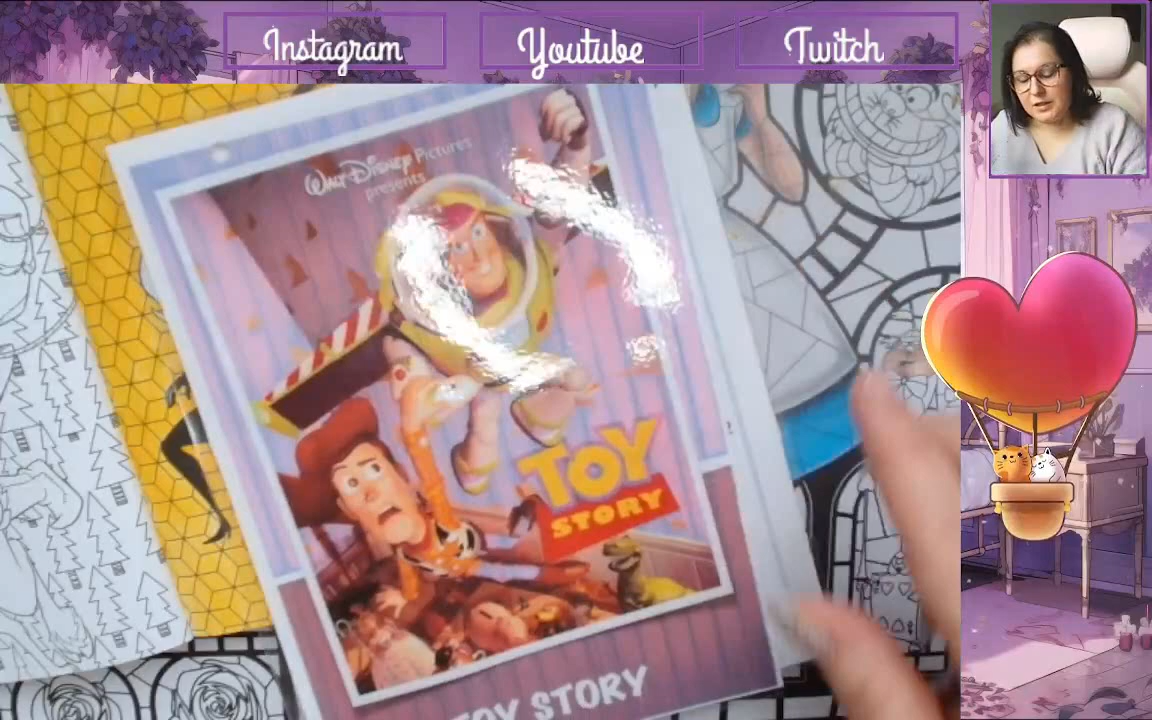 Instagram
Youtube
Twitch
WALT DISNEY Pictures
presents
TOY
STORY
TOY STORY